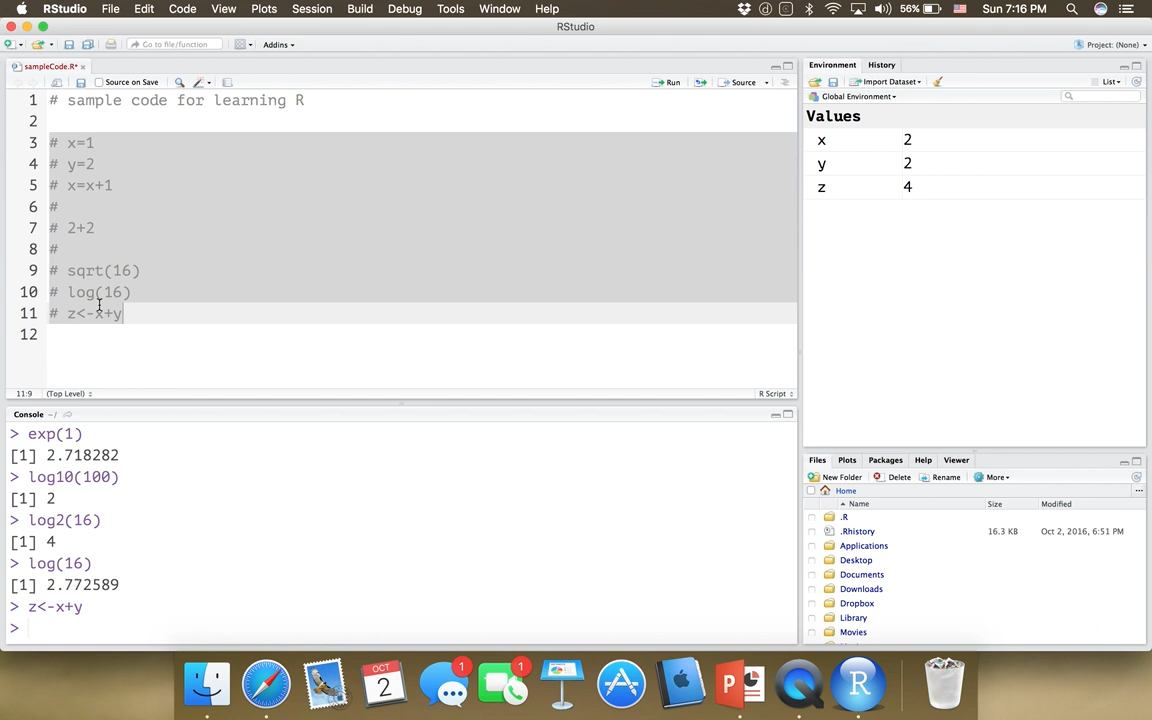 RStudio File Edit Code View Plots Session Build Debug Tools Window Help 56% Sun 7:16 PM
RStudio
Go to file/function Addins Project: (None)
sampleCode.R*
Source on Save Run Source
1 # sample code for learning R
2
3 # x=1
4 # y=2
5 # x=x+1
6 #
7 # 2+2
8 #
9 # sqrt(16)
10 # log(16)
11 # z<-x+y
12
11:9 (Top Level) R Script
Console ~/
> exp(1)
[1] 2.718282
> log10(100)
[1] 2
> log2(16)
[1] 4
> log(16)
[1] 2.772589
> z<-x+y
>
Environment History
Import Dataset List
Global Environment
Values
x 2
y 2
z 4
Files Plots Packages Help Viewer
New Folder Delete Rename More
Home
Name Size Modified
.R
.Rhistory 16.3 KB Oct 2, 2016, 6:51 PM
Applications
Desktop
Documents
Downloads
Dropbox
Library
Movies
OCT
2
1
1
P
R